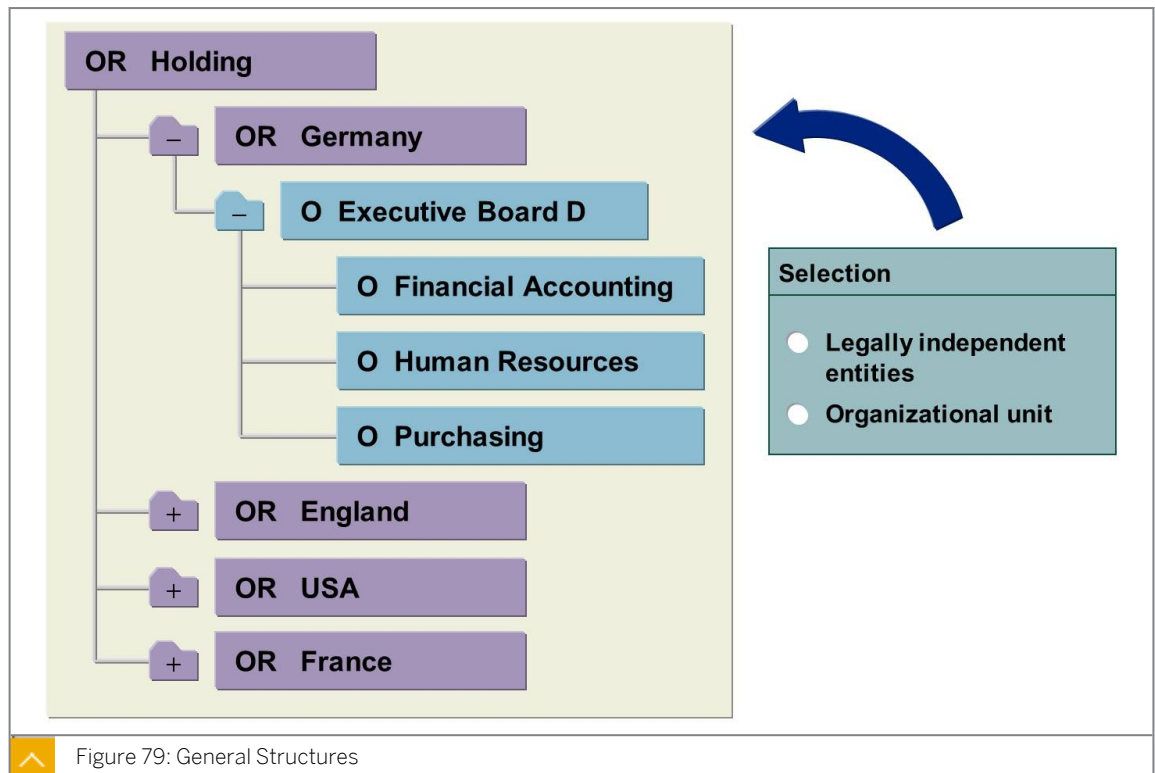 OR Holding
− OR Germany
− O Executive Board D
O Financial Accounting
O Human Resources
O Purchasing
+ OR England
+ OR USA
+ OR France
Selection
Legally independent
entities
Organizational unit
Figure 79: General Structures